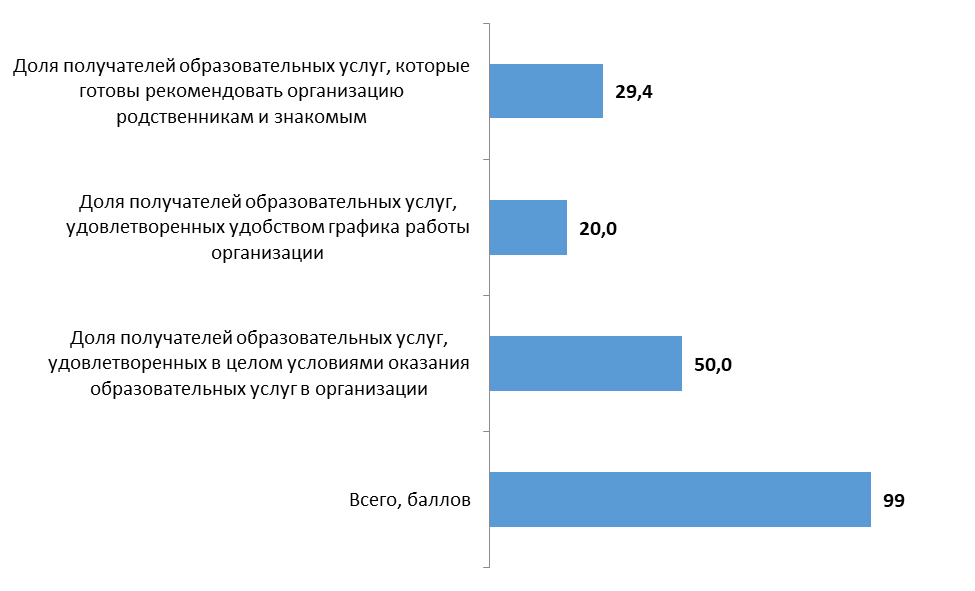 Доля получателей образовательных услуг, которые
готовы рекомендовать организацию
родственникам и знакомым
29,4
Доля получателей образовательных услуг,
удовлетворенных удобством графика работы
организации
20,0
Доля получателей образовательных услуг,
удовлетворенных в целом условиями оказания
образовательных услуг в организации
50,0
Всего, баллов
99